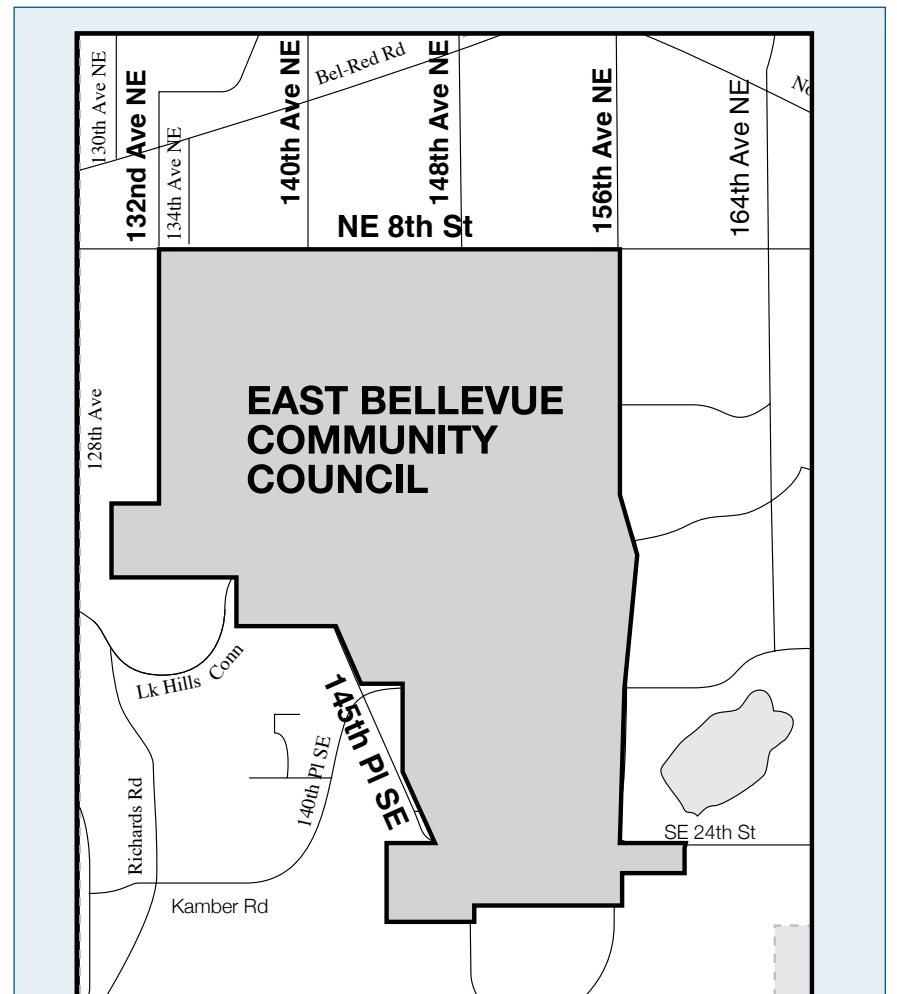 130th Ave NE
132nd Ave NE
134th Ave NE
140th Ave NE
Bel-Red Rd
148th Ave NE
156th Ave NE
164th Ave NE
NE 8th St
128th Ave
EAST BELLEVUE
COMMUNITY
COUNCIL
Lk Hills Conn
145th Pl SE
140th Pl SE
Richards Rd
SE 24th St
Kamber Rd